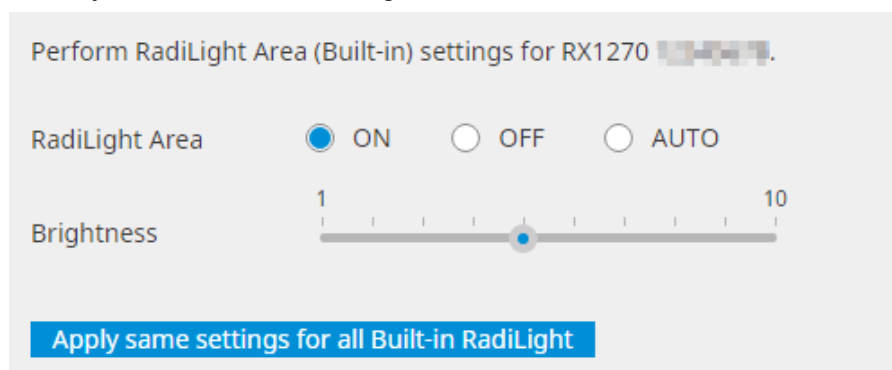 Perform RadiLight Area (Built-in) settings for RX1270 .
RadiLight Area ON OFF AUTO
1 10
Brightness
Apply same settings for all Built-in RadiLight